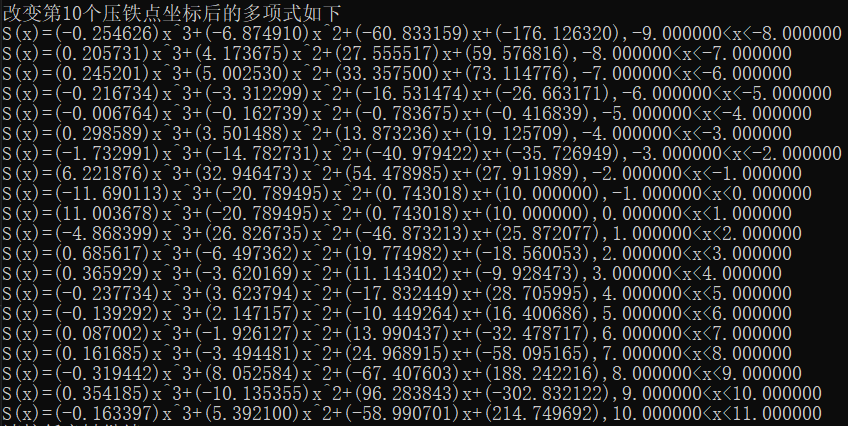 改变第10个压铁点坐标后的多项式如下
S(x)=(-0.254626)x^3+(-6.874910)x^2+(-60.833159)x+(-176.126320),-9.000000<x<-8.000000
S(x)=(0.205731)x^3+(4.173675)x^2+(27.555517)x+(59.576816),-8.000000<x<-7.000000
S(x)=(0.245201)x^3+(5.002530)x^2+(33.357500)x+(73.114776),-7.000000<x<-6.000000
S(x)=(-0.216734)x^3+(-3.312299)x^2+(-16.531474)x+(-26.663171),-6.000000<x<-5.000000
S(x)=(-0.006764)x^3+(-0.162739)x^2+(-0.783675)x+(-0.416839),-5.000000<x<-4.000000
S(x)=(0.298589)x^3+(3.501488)x^2+(13.873236)x+(19.125709),-4.000000<x<-3.000000
S(x)=(-1.732991)x^3+(-14.782731)x^2+(-40.979422)x+(-35.726949),-3.000000<x<-2.000000
S(x)=(6.221876)x^3+(32.946473)x^2+(54.478985)x+(27.911989),-2.000000<x<-1.000000
S(x)=(-11.690113)x^3+(-20.789495)x^2+(0.743018)x+(10.000000),-1.000000<x<0.000000
S(x)=(11.003678)x^3+(-20.789495)x^2+(0.743018)x+(10.000000),0.000000<x<1.000000
S(x)=(-4.868399)x^3+(26.826735)x^2+(-46.873213)x+(25.872077),1.000000<x<2.000000
S(x)=(0.685617)x^3+(-6.497362)x^2+(19.774982)x+(-18.560053),2.000000<x<3.000000
S(x)=(0.365929)x^3+(-3.620169)x^2+(11.143402)x+(-9.928473),3.000000<x<4.000000
S(x)=(-0.237734)x^3+(3.623794)x^2+(-17.832449)x+(28.705995),4.000000<x<5.000000
S(x)=(-0.139292)x^3+(2.147157)x^2+(-10.449264)x+(16.400686),5.000000<x<6.000000
S(x)=(0.087002)x^3+(-1.926127)x^2+(13.990437)x+(-32.478717),6.000000<x<7.000000
S(x)=(0.161685)x^3+(-3.494481)x^2+(24.968915)x+(-58.095165),7.000000<x<8.000000
S(x)=(-0.319442)x^3+(8.052584)x^2+(-67.407603)x+(188.242216),8.000000<x<9.000000
S(x)=(0.354185)x^3+(-10.135355)x^2+(96.283843)x+(-302.832122),9.000000<x<10.000000
S(x)=(-0.163397)x^3+(5.392100)x^2+(-58.990701)x+(214.749692),10.000000<x<11.000000